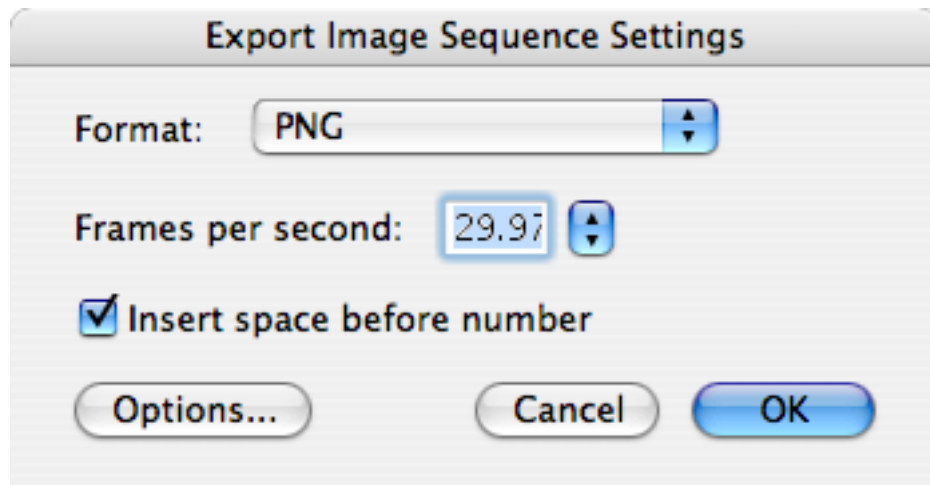 Export Image Sequence Settings
Format: PNG
Frames per second: 29.97
Insert space before number
Options... Cancel OK